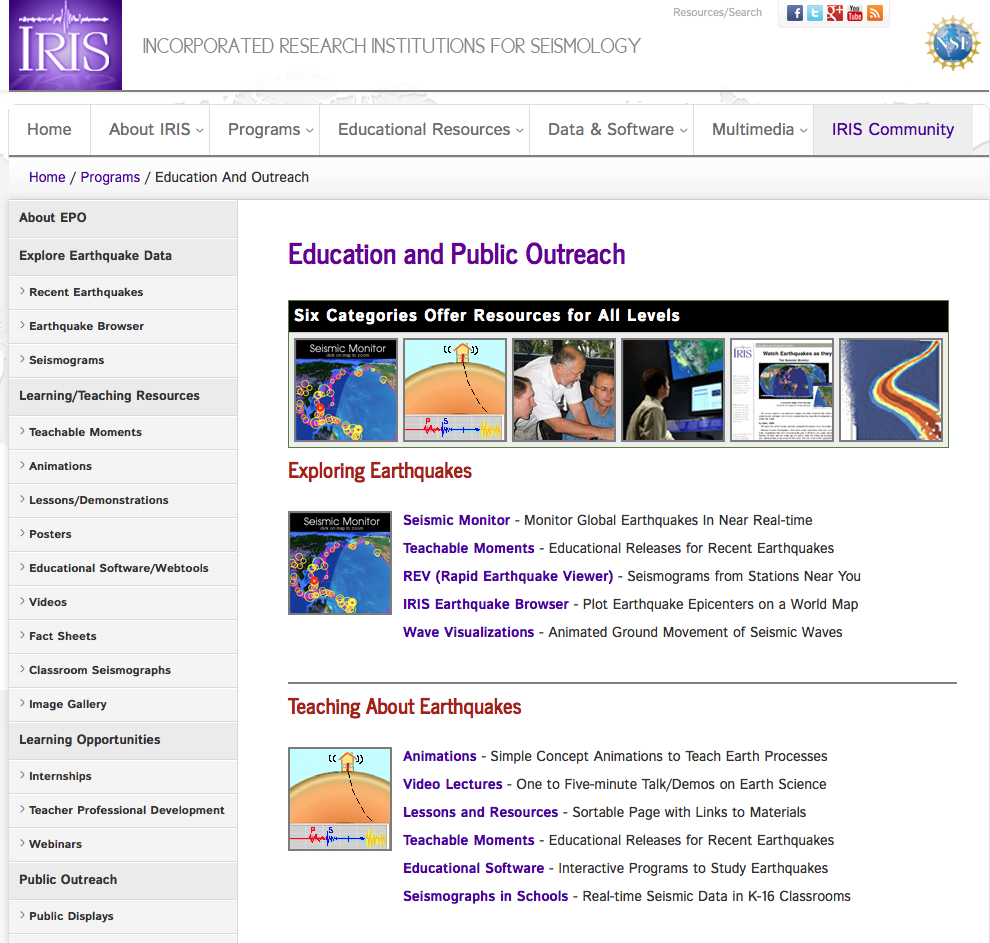 Resources/Search
f t g+ You Tube
IRIS
INCORPORATED RESEARCH INSTITUTIONS FOR SEISMOLOGY
NSF
Home About IRIS Programs Educational Resources Data & Software Multimedia IRIS Community
Home / Programs / Education And Outreach
About EPO
Explore Earthquake Data
Recent Earthquakes
Earthquake Browser
Seismograms
Learning/Teaching Resources
Teachable Moments
Animations
Lessons/Demonstrations
Posters
Educational Software/Webtools
Videos
Fact Sheets
Classroom Seismographs
Image Gallery
Learning Opportunities
Internships
Teacher Professional Development
Webinars
Public Outreach
Public Displays
Education and Public Outreach
Six Categories Offer Resources for All Levels
Seismic Monitor
click on map to zoom
P S
IRIS
Watch Earthquakes as they
The Seismic Monitor
Exploring Earthquakes
Seismic Monitor
click on map to zoom
Seismic Monitor - Monitor Global Earthquakes In Near Real-time
Teachable Moments - Educational Releases for Recent Earthquakes
REV (Rapid Earthquake Viewer) - Seismograms from Stations Near You
IRIS Earthquake Browser - Plot Earthquake Epicenters on a World Map
Wave Visualizations - Animated Ground Movement of Seismic Waves
Teaching About Earthquakes
P S
Animations - Simple Concept Animations to Teach Earth Processes
Video Lectures - One to Five-minute Talk/Demos on Earth Science
Lessons and Resources - Sortable Page with Links to Materials
Teachable Moments - Educational Releases for Recent Earthquakes
Educational Software - Interactive Programs to Study Earthquakes
Seismographs in Schools - Real-time Seismic Data in K-16 Classrooms